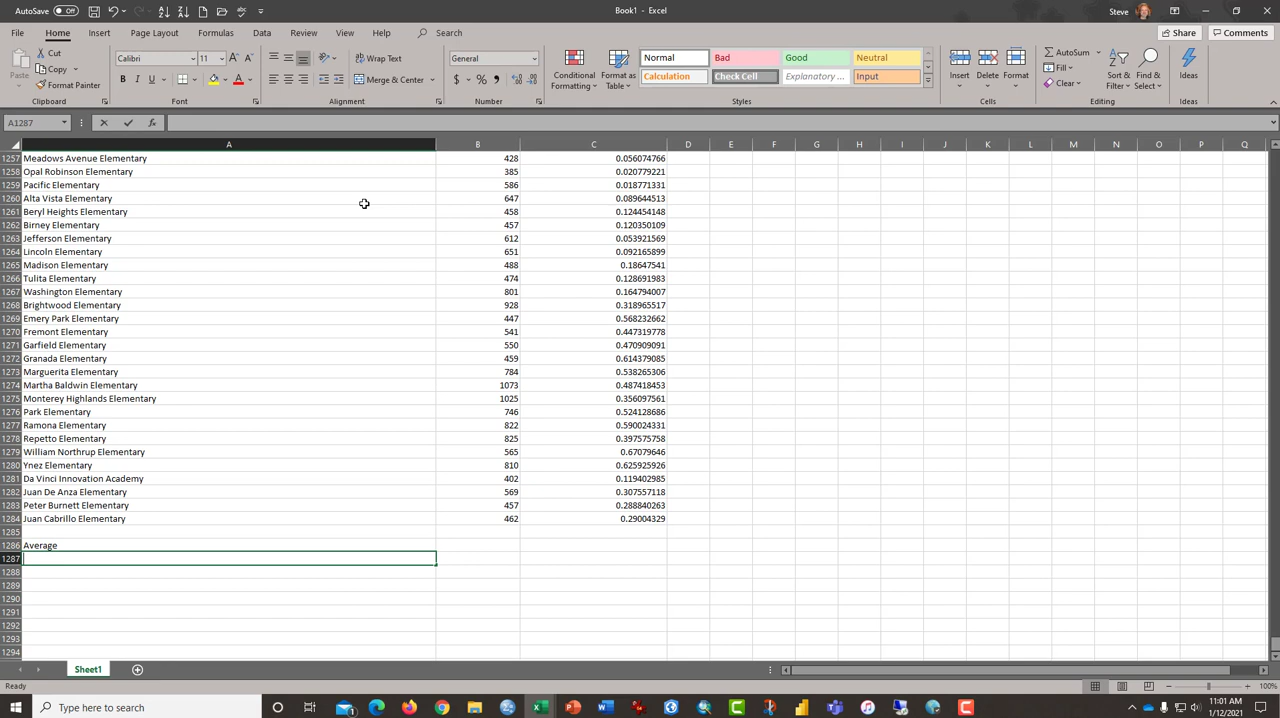 AutoSave Off Book1 - Excel Steve
File Home Insert Page Layout Formulas Data Review View Help Search Share Comments
Paste Cut Copy Format Painter Clipboard
Calibri 11 B I U A Font
Wrap Text Merge & Center Alignment
General $ % , Number
Conditional Formatting Format as Table Normal Bad Good Neutral Calculation Check Cell Explanatory ... Input Styles
Insert Delete Format Cells
AutoSum Fill Clear Sort & Filter Find & Select Editing
Ideas Ideas
A1287 fx
A B C D E F G H I J K L M N O P Q
1257 Meadows Avenue Elementary 428 0.056074766
1258 Opal Robinson Elementary 385 0.020779221
1259 Pacific Elementary 586 0.018771331
1260 Alta Vista Elementary 647 0.089644513
1261 Beryl Heights Elementary 458 0.124454148
1262 Birney Elementary 457 0.120350109
1263 Jefferson Elementary 612 0.053921569
1264 Lincoln Elementary 651 0.092165899
1265 Madison Elementary 488 0.18647541
1266 Tulita Elementary 474 0.128691983
1267 Washington Elementary 801 0.164794007
1268 Brightwood Elementary 928 0.318965517
1269 Emery Park Elementary 447 0.568232662
1270 Fremont Elementary 541 0.447319778
1271 Garfield Elementary 550 0.470909091
1272 Granada Elementary 459 0.614379085
1273 Marguerita Elementary 784 0.538265306
1274 Martha Baldwin Elementary 1073 0.487418453
1275 Monterey Highlands Elementary 1025 0.356097561
1276 Park Elementary 746 0.524128686
1277 Ramona Elementary 822 0.590024331
1278 Repetto Elementary 825 0.397575758
1279 William Northrup Elementary 565 0.67079646
1280 Ynez Elementary 810 0.625925926
1281 Da Vinci Innovation Academy 402 0.119402985
1282 Juan De Anza Elementary 569 0.307557118
1283 Peter Burnett Elementary 457 0.288840263
1284 Juan Cabrillo Elementary 462 0.29004329
1285
1286 Average
1287
1288
1289
1290
1291
1292
1293
1294
Sheet1
Ready 100%
Type here to search 11:01 AM
1/12/2021